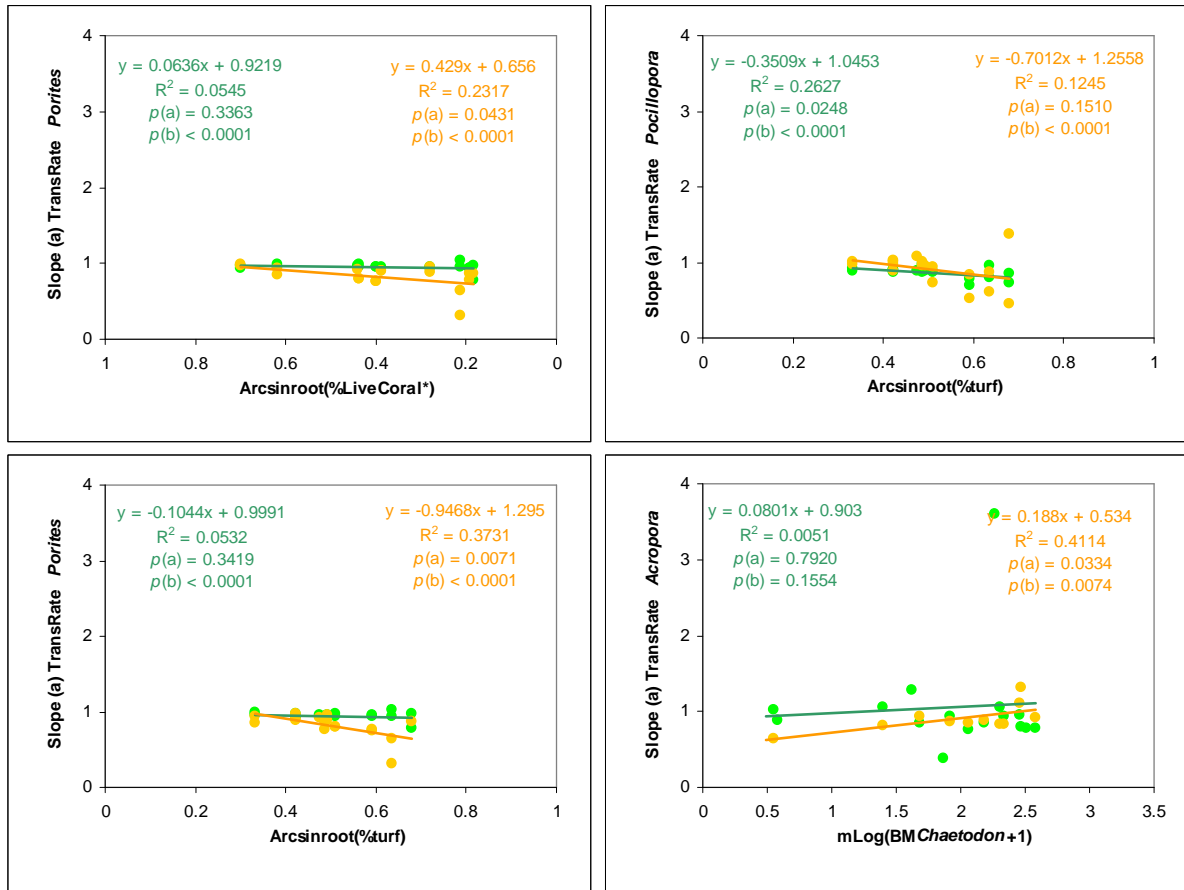 4
3
2
1
0
Slope (a) TransRate Porites
y = 0.0636x + 0.9219
R² = 0.0545
p(a) = 0.3363
p(b) < 0.0001
y = 0.429x + 0.656
R² = 0.2317
p(a) = 0.0431
p(b) < 0.0001
1 0.8 0.6 0.4 0.2 0
Arcsinroot(%LiveCoral*)
4
3
2
1
0
Slope (a) TransRate Pocillopora
y = -0.3509x + 1.0453
R² = 0.2627
p(a) = 0.0248
p(b) < 0.0001
y = -0.7012x + 1.2558
R² = 0.1245
p(a) = 0.1510
p(b) < 0.0001
0 0.2 0.4 0.6 0.8 1
Arcsinroot(%turf)
4
3
2
1
0
Slope (a) TransRate Porites
y = -0.1044x + 0.9991
R² = 0.0532
p(a) = 0.3419
p(b) < 0.0001
y = -0.9468x + 1.295
R² = 0.3731
p(a) = 0.0071
p(b) < 0.0001
0 0.2 0.4 0.6 0.8 1
Arcsinroot(%turf)
4
3
2
1
0
Slope (a) TransRate Acropora
y = 0.0801x + 0.903
R² = 0.0051
p(a) = 0.7920
p(b) = 0.1554
y = 0.188x + 0.534
R² = 0.4114
p(a) = 0.0334
p(b) = 0.0074
0 0.5 1 1.5 2 2.5 3 3.5
mLog(BMChaetodon+1)